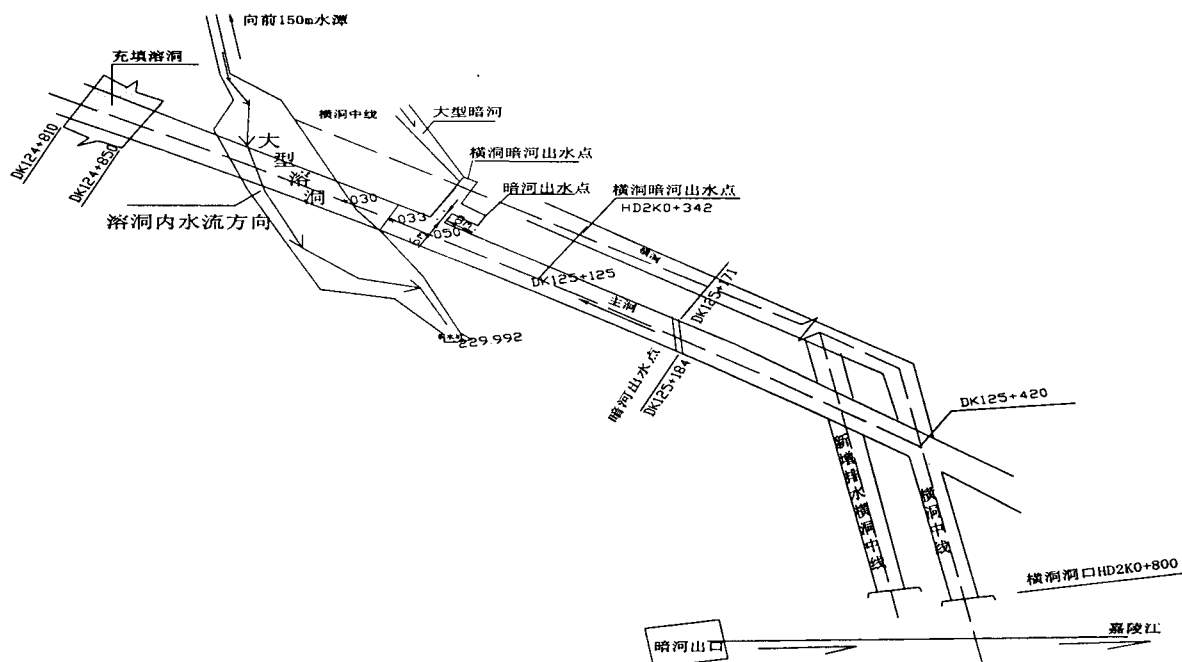 向前150m水潭
充填溶洞
横洞中线
大型暗河
DK124+810
DK124+850
大型溶洞
横洞暗河出水点
暗河出水点
横洞暗河出水点
HD2K0+342
+030
+033
+050
溶洞内水流方向
DK125+125
DK125+171
主洞
229.992
暗河出水点
DK125+184
DK125+420
新增排水横洞中线
横洞中线
横洞洞口HD2K0+800
嘉陵江
暗河出口